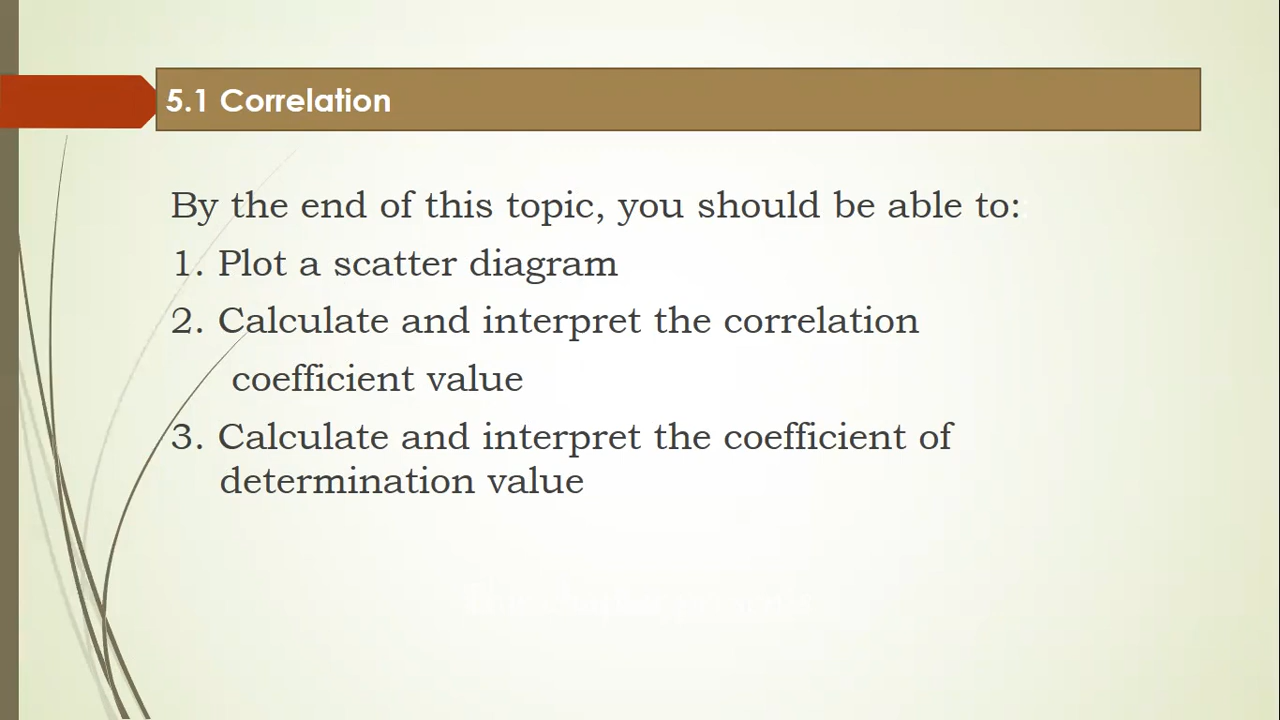 5.1 Correlation
By the end of this topic, you should be able to:
1. Plot a scatter diagram
2. Calculate and interpret the correlation
coefficient value
3. Calculate and interpret the coefficient of
determination value